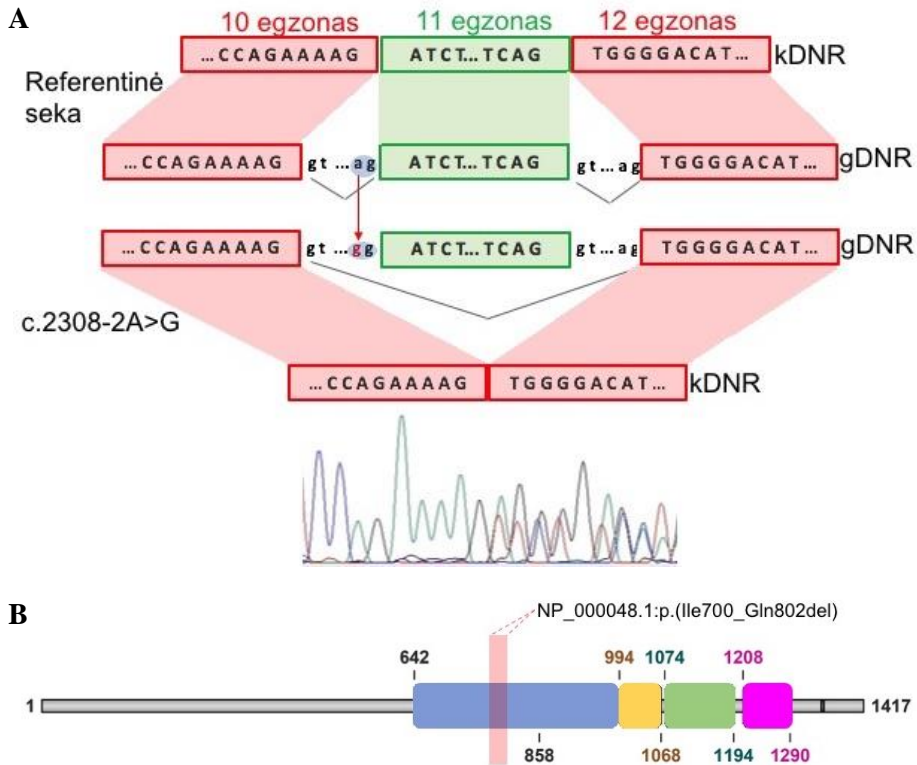 A
10 egzonas 11 egzonas 12 egzonas
...CCAGAAAAG ATCT...TCAG TGGGGACAT... kDNR
Referentinė
seka
...CCAGAAAAG gt ...ag ATCT...TCAG gt...ag TGGGGACAT... gDNR
...CCAGAAAAG gt ...gg ATCT...TCAG gt...ag TGGGGACAT... gDNR
c.2308-2A>G
...CCAGAAAAG TGGGGACAT... kDNR
B
NP_000048.1:p.(Ile700_Gln802del)
642 994 1074 1208
1 1417
858 1068 1194 1290